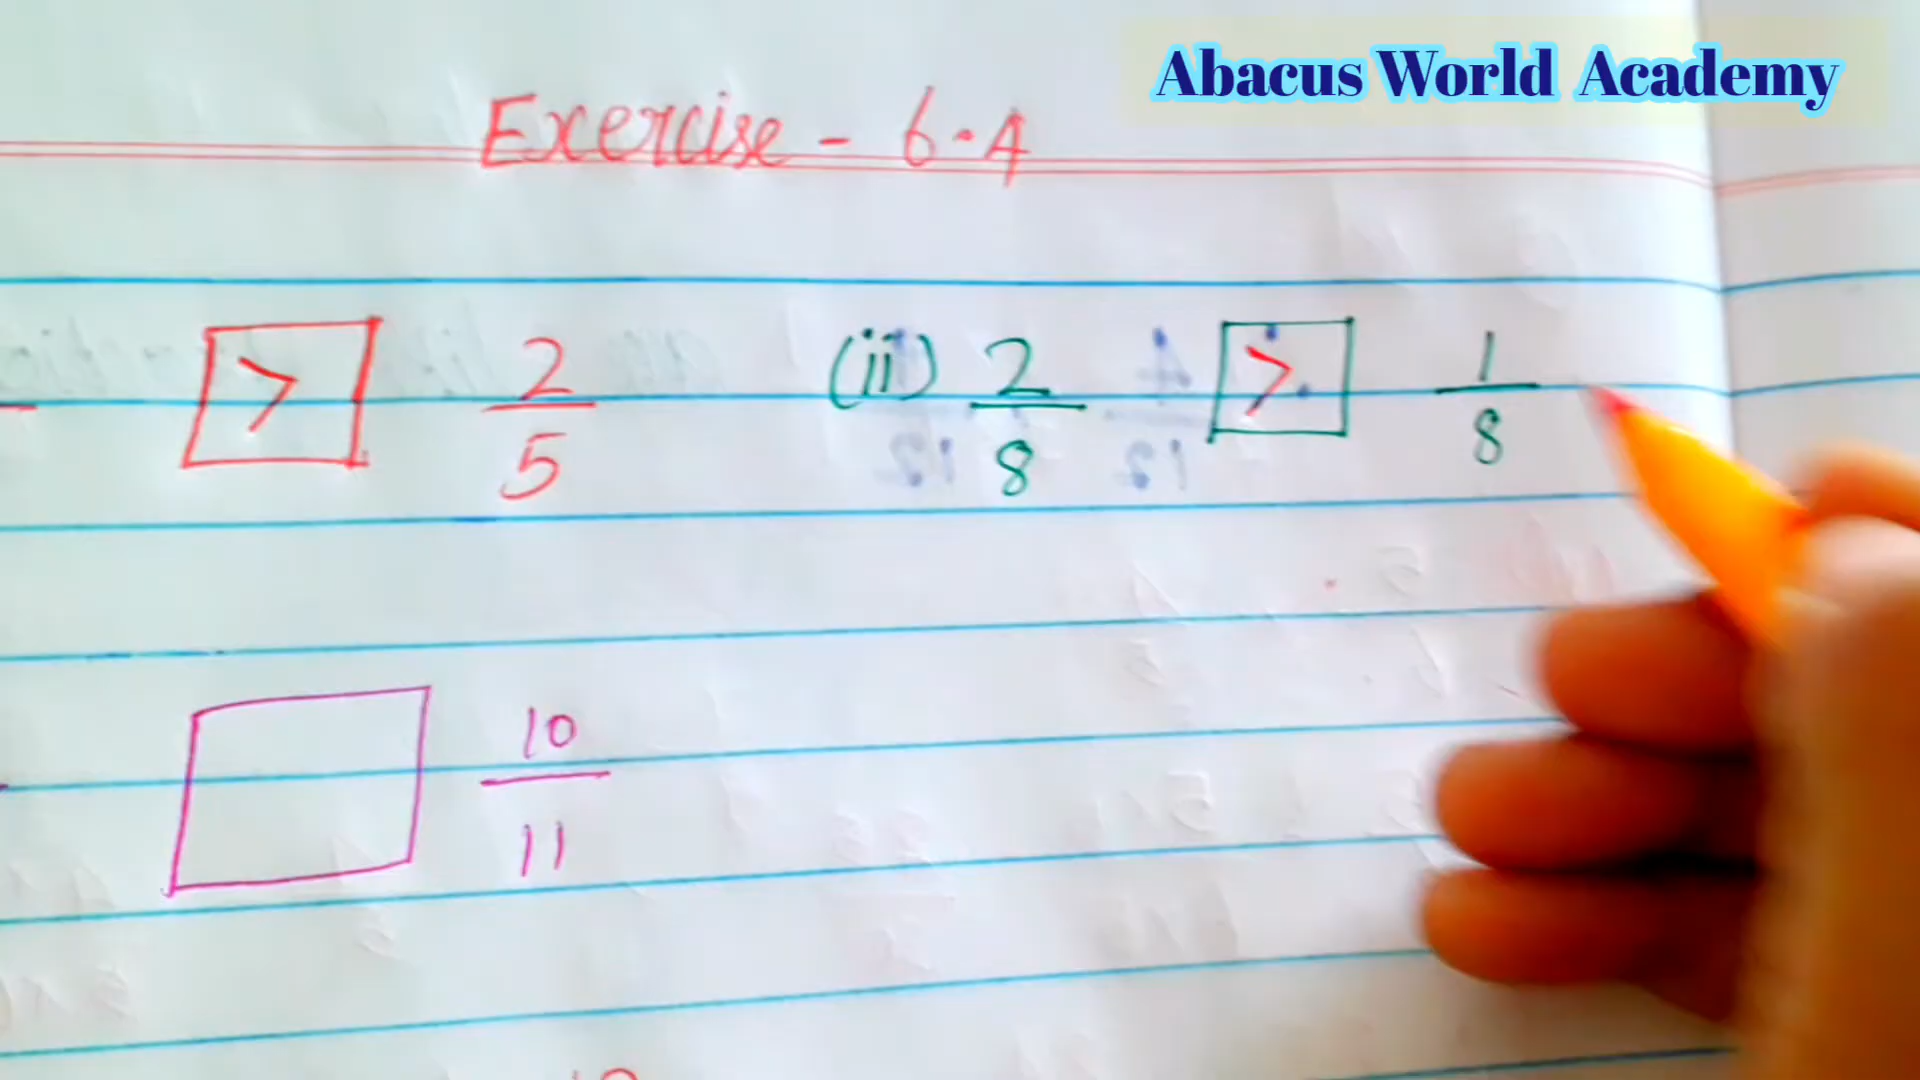 Abacus World Academy
Exercise - 6.4
> 2/5 (ii) 2/8 > 1/8
10/11